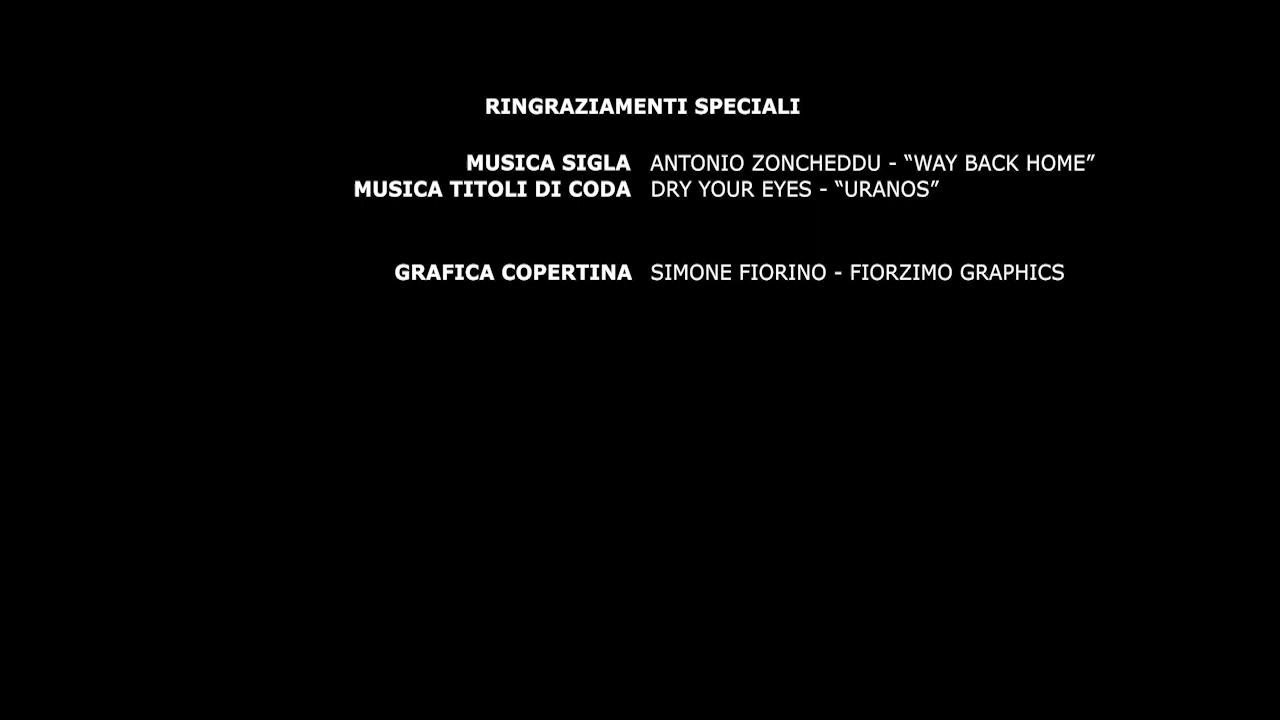 RINGRAZIAMENTI SPECIALI
MUSICA SIGLA ANTONIO ZONCHEDDU - “WAY BACK HOME”
MUSICA TITOLI DI CODA DRY YOUR EYES - “URANOS”
GRAFICA COPERTINA SIMONE FIORINO - FIORZIMO GRAPHICS